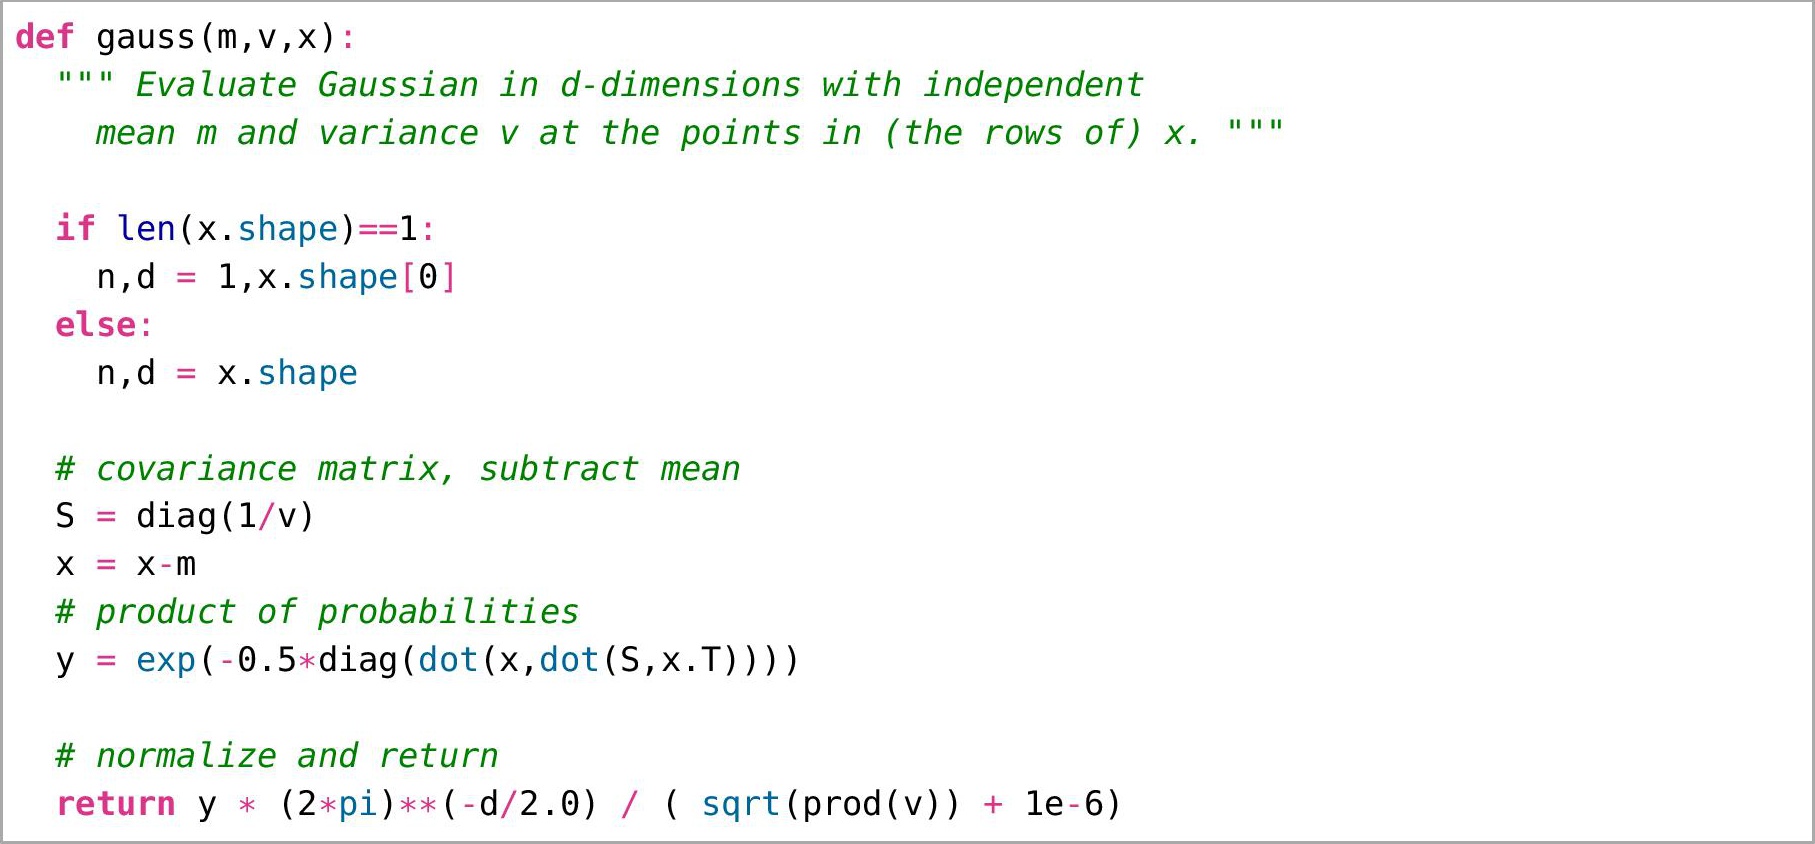 def gauss(m,v,x):
  """ Evaluate Gaussian in d-dimensions with independent
    mean m and variance v at the points in (the rows of) x. """

  if len(x.shape)==1:
    n,d = 1,x.shape[0]
  else:
    n,d = x.shape

  # covariance matrix, subtract mean
  S = diag(1/v)
  x = x-m
  # product of probabilities
  y = exp(-0.5*diag(dot(x,dot(S,x.T))))

  # normalize and return
  return y * (2*pi)**(-d/2.0) / ( sqrt(prod(v)) + 1e-6)